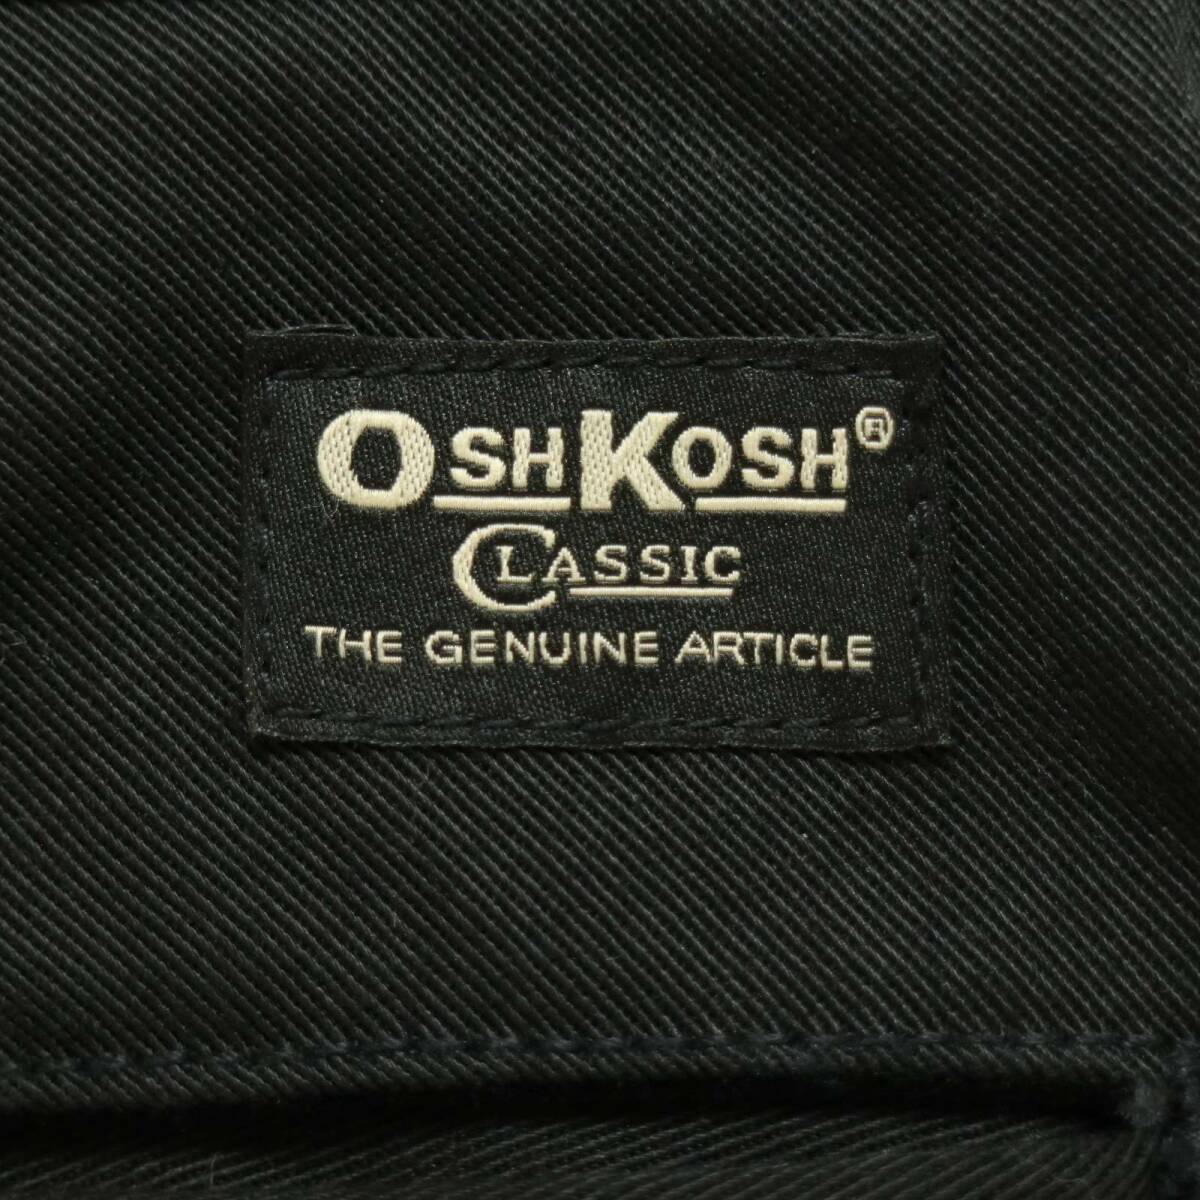 OSHKOSH®
CLASSIC
THE GENUINE ARTICLE